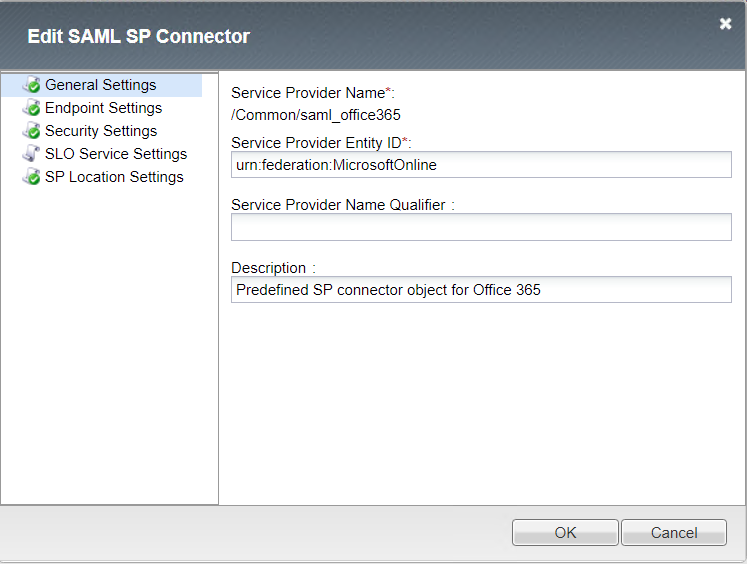 Edit SAML SP Connector
General Settings
Endpoint Settings
Security Settings
SLO Service Settings
SP Location Settings
Service Provider Name*:
/Common/saml_office365
Service Provider Entity ID*:
urn:federation:MicrosoftOnline
Service Provider Name Qualifier :
Description :
Predefined SP connector object for Office 365
OK Cancel